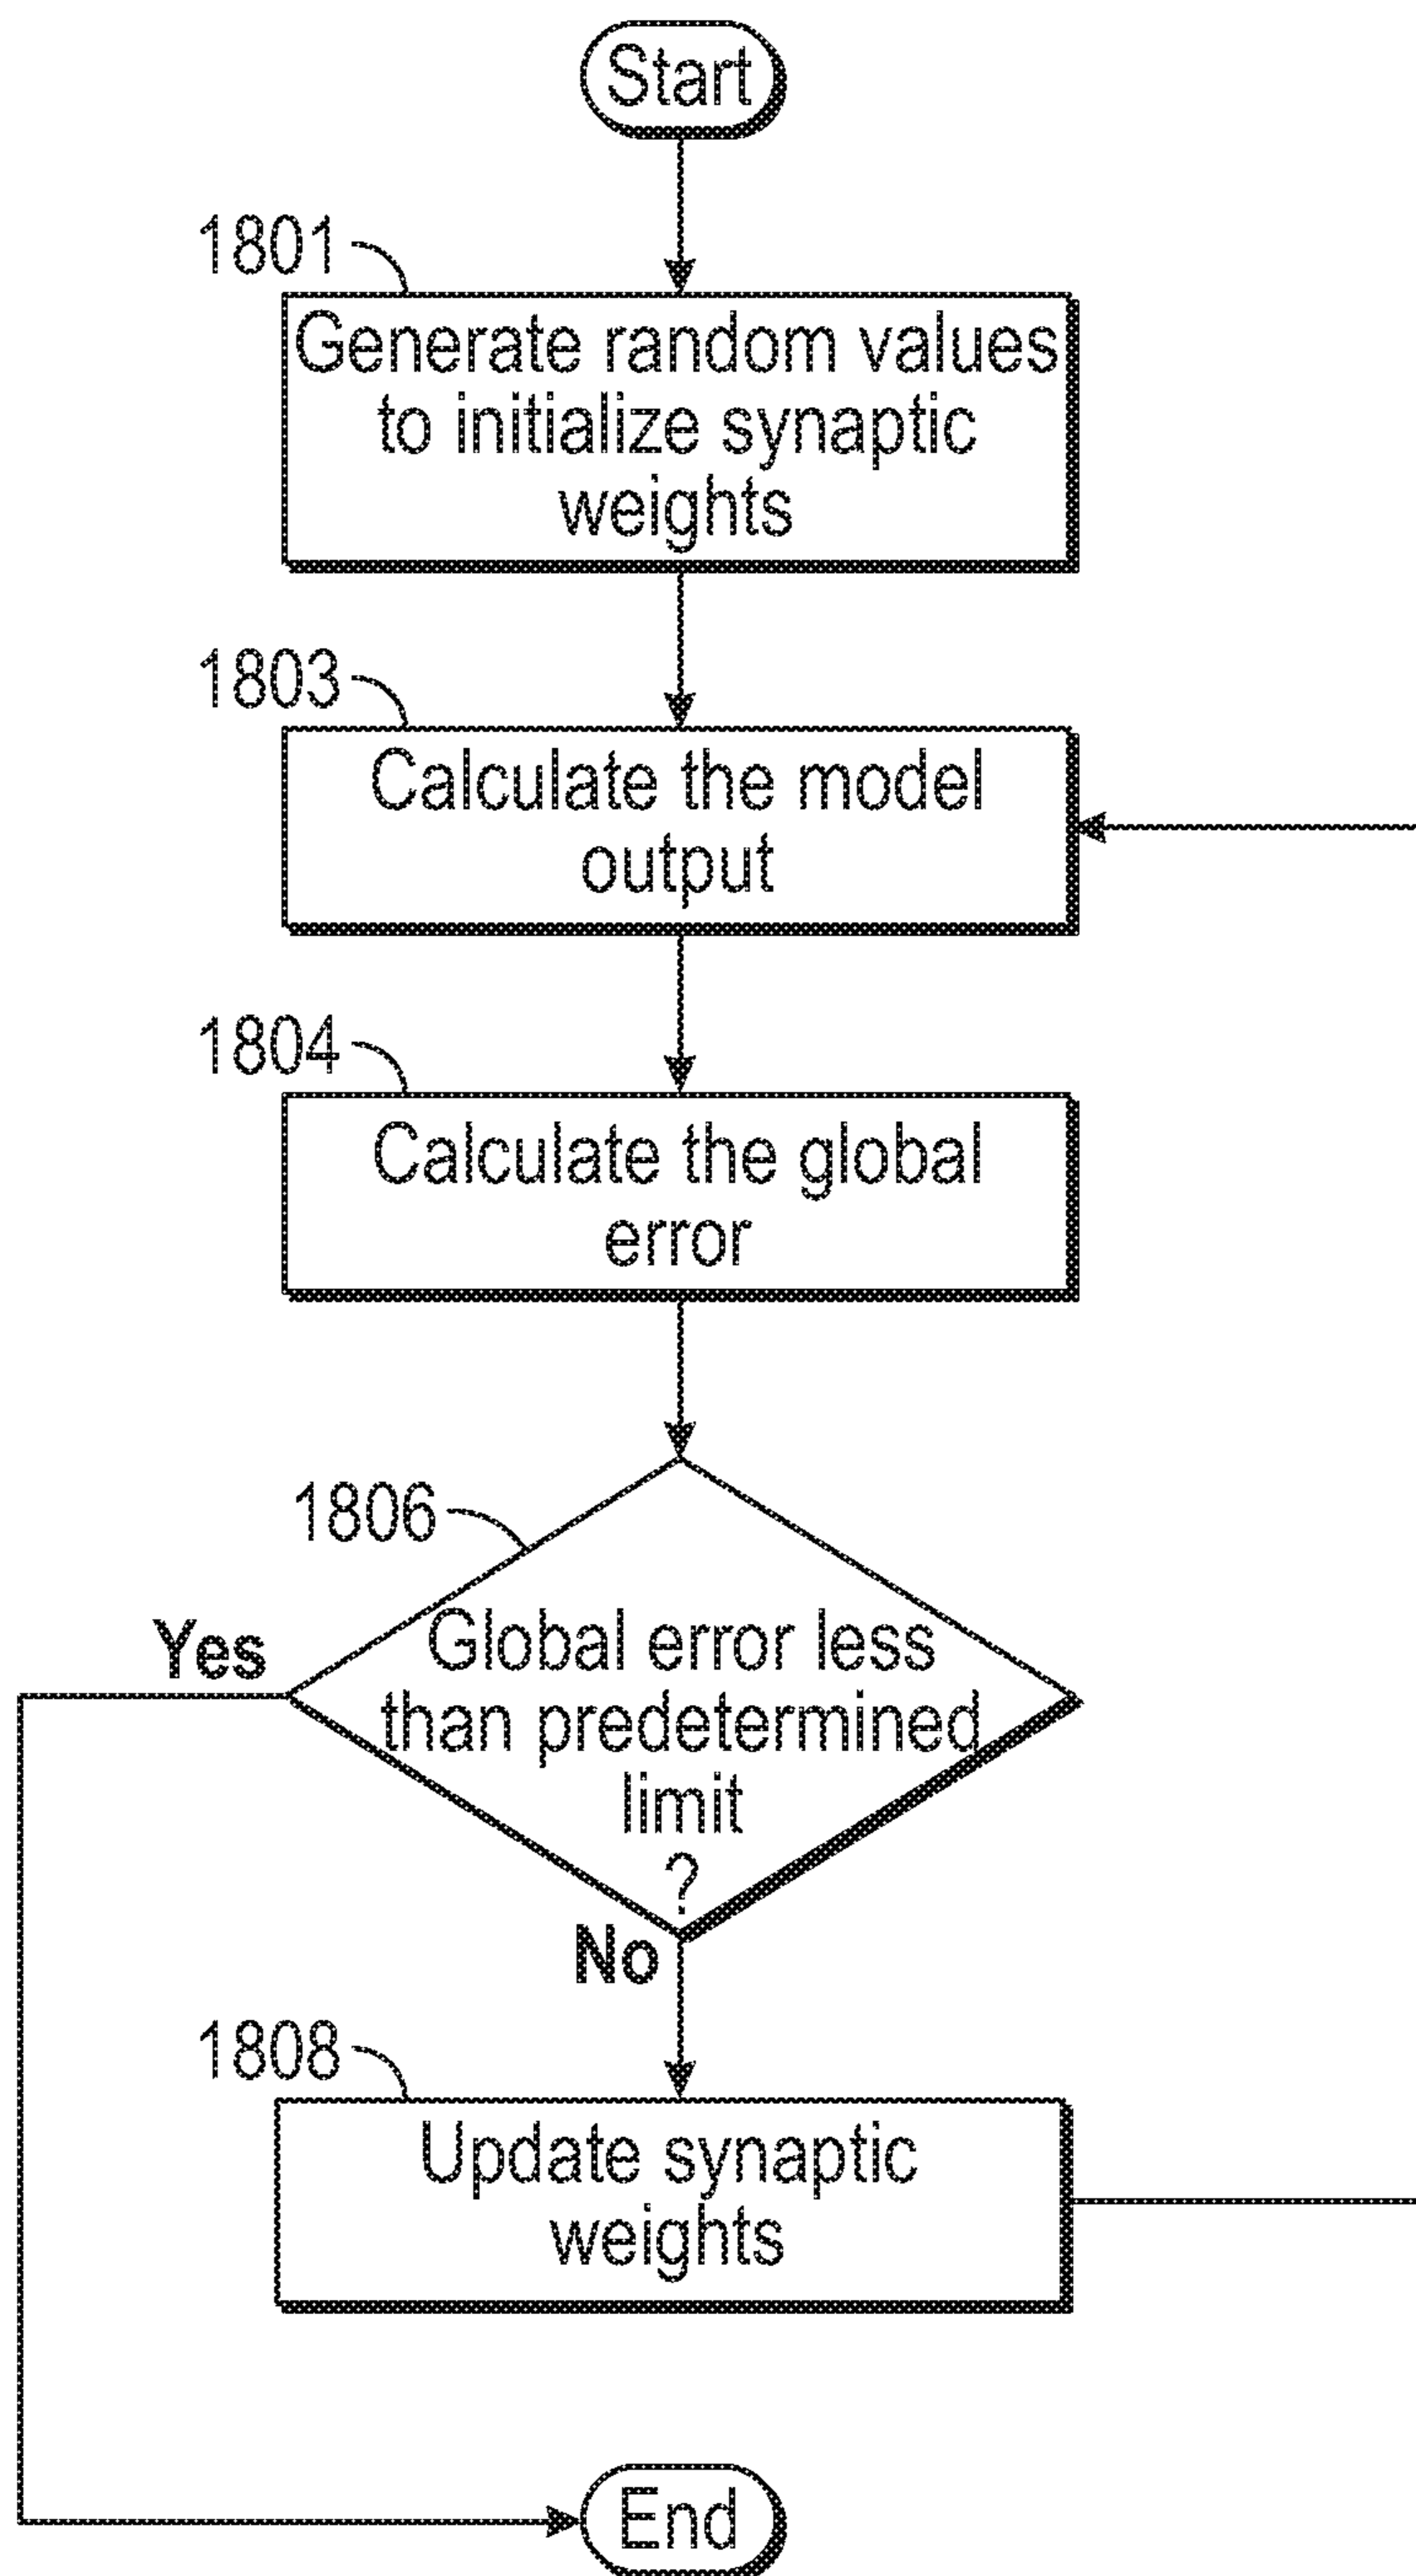 Start
1801
Generate random values
to initialize synaptic
weights
1803
Calculate the model
output
1804
Calculate the global
error
1806
Yes
Global error less
than predetermined
limit
?
No
1808
Update synaptic
weights
End